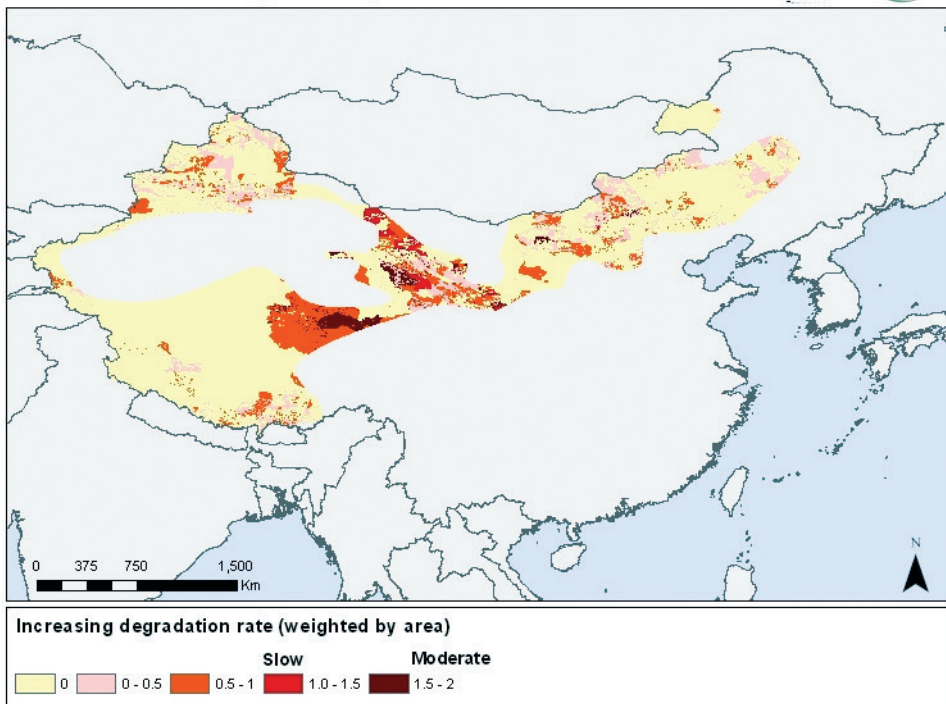 N
0 375 750 1,500
Km
Increasing degradation rate (weighted by area)
Slow Moderate
0 0 - 0.5 0.5 - 1 1.0 - 1.5 1.5 - 2